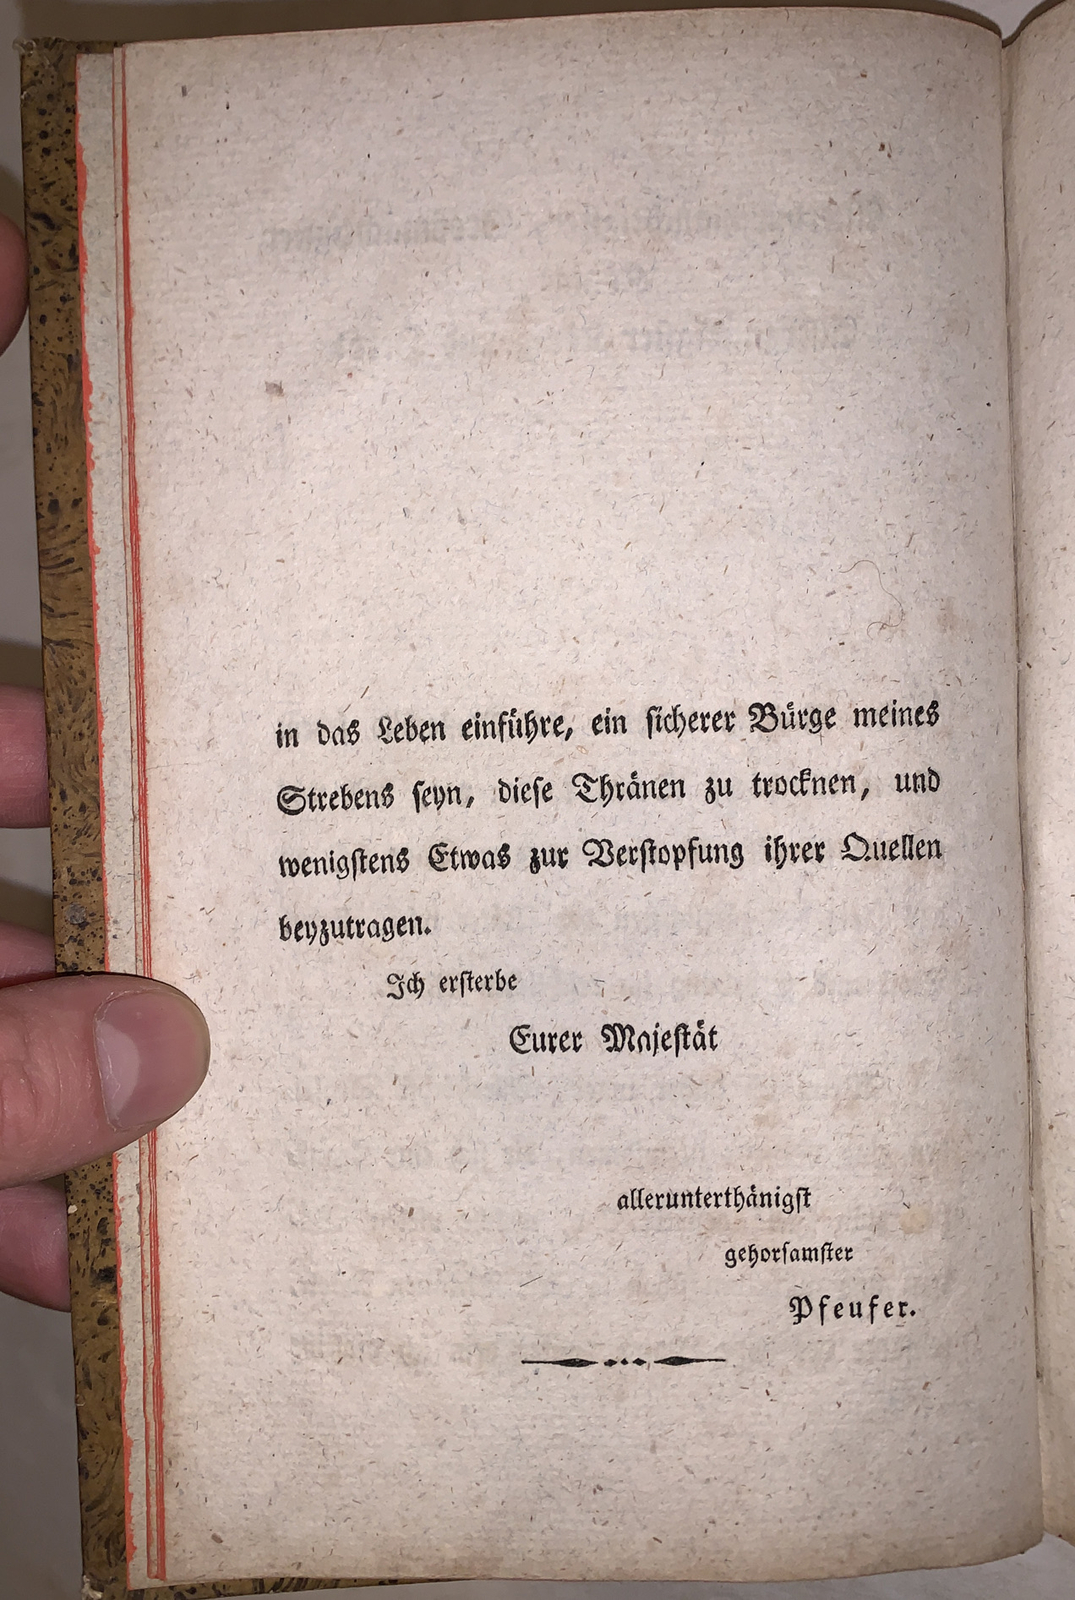 in das Leben einführe, ein sicherer Bürge meines
Strebens seyn, diese Thränen zu trocknen, und
wenigstens Etwas zur Verstopfung ihrer Quellen
beyzutragen.
Ich ersterbe
Eurer Majestät
allerunterthänigst
gehorsamster
Pfeufer.